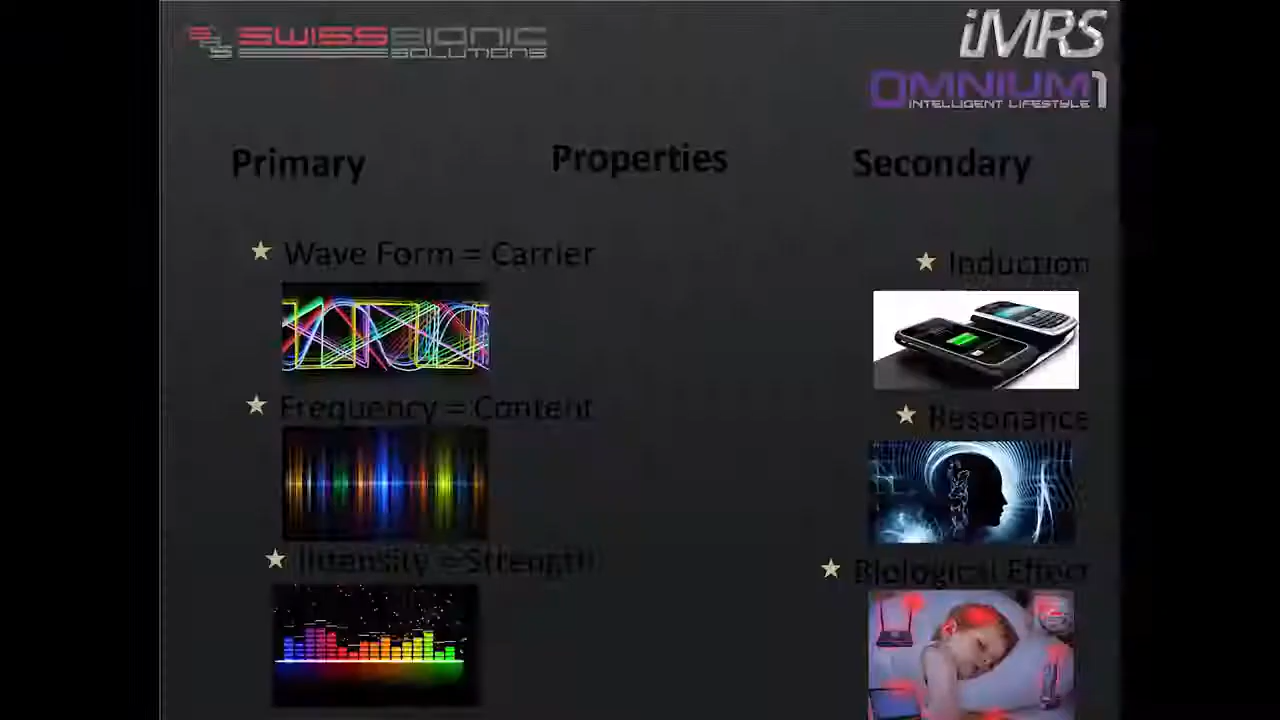 SWISSBIONIC
SOLUTIONS
iMRS
OMNIUM1
INTELLIGENT LIFESTYLE
Primary
Properties
Secondary
Wave Form = Carrier
Induction
Frequency = Content
Resonance
Intensity = Strength
Biological Effect